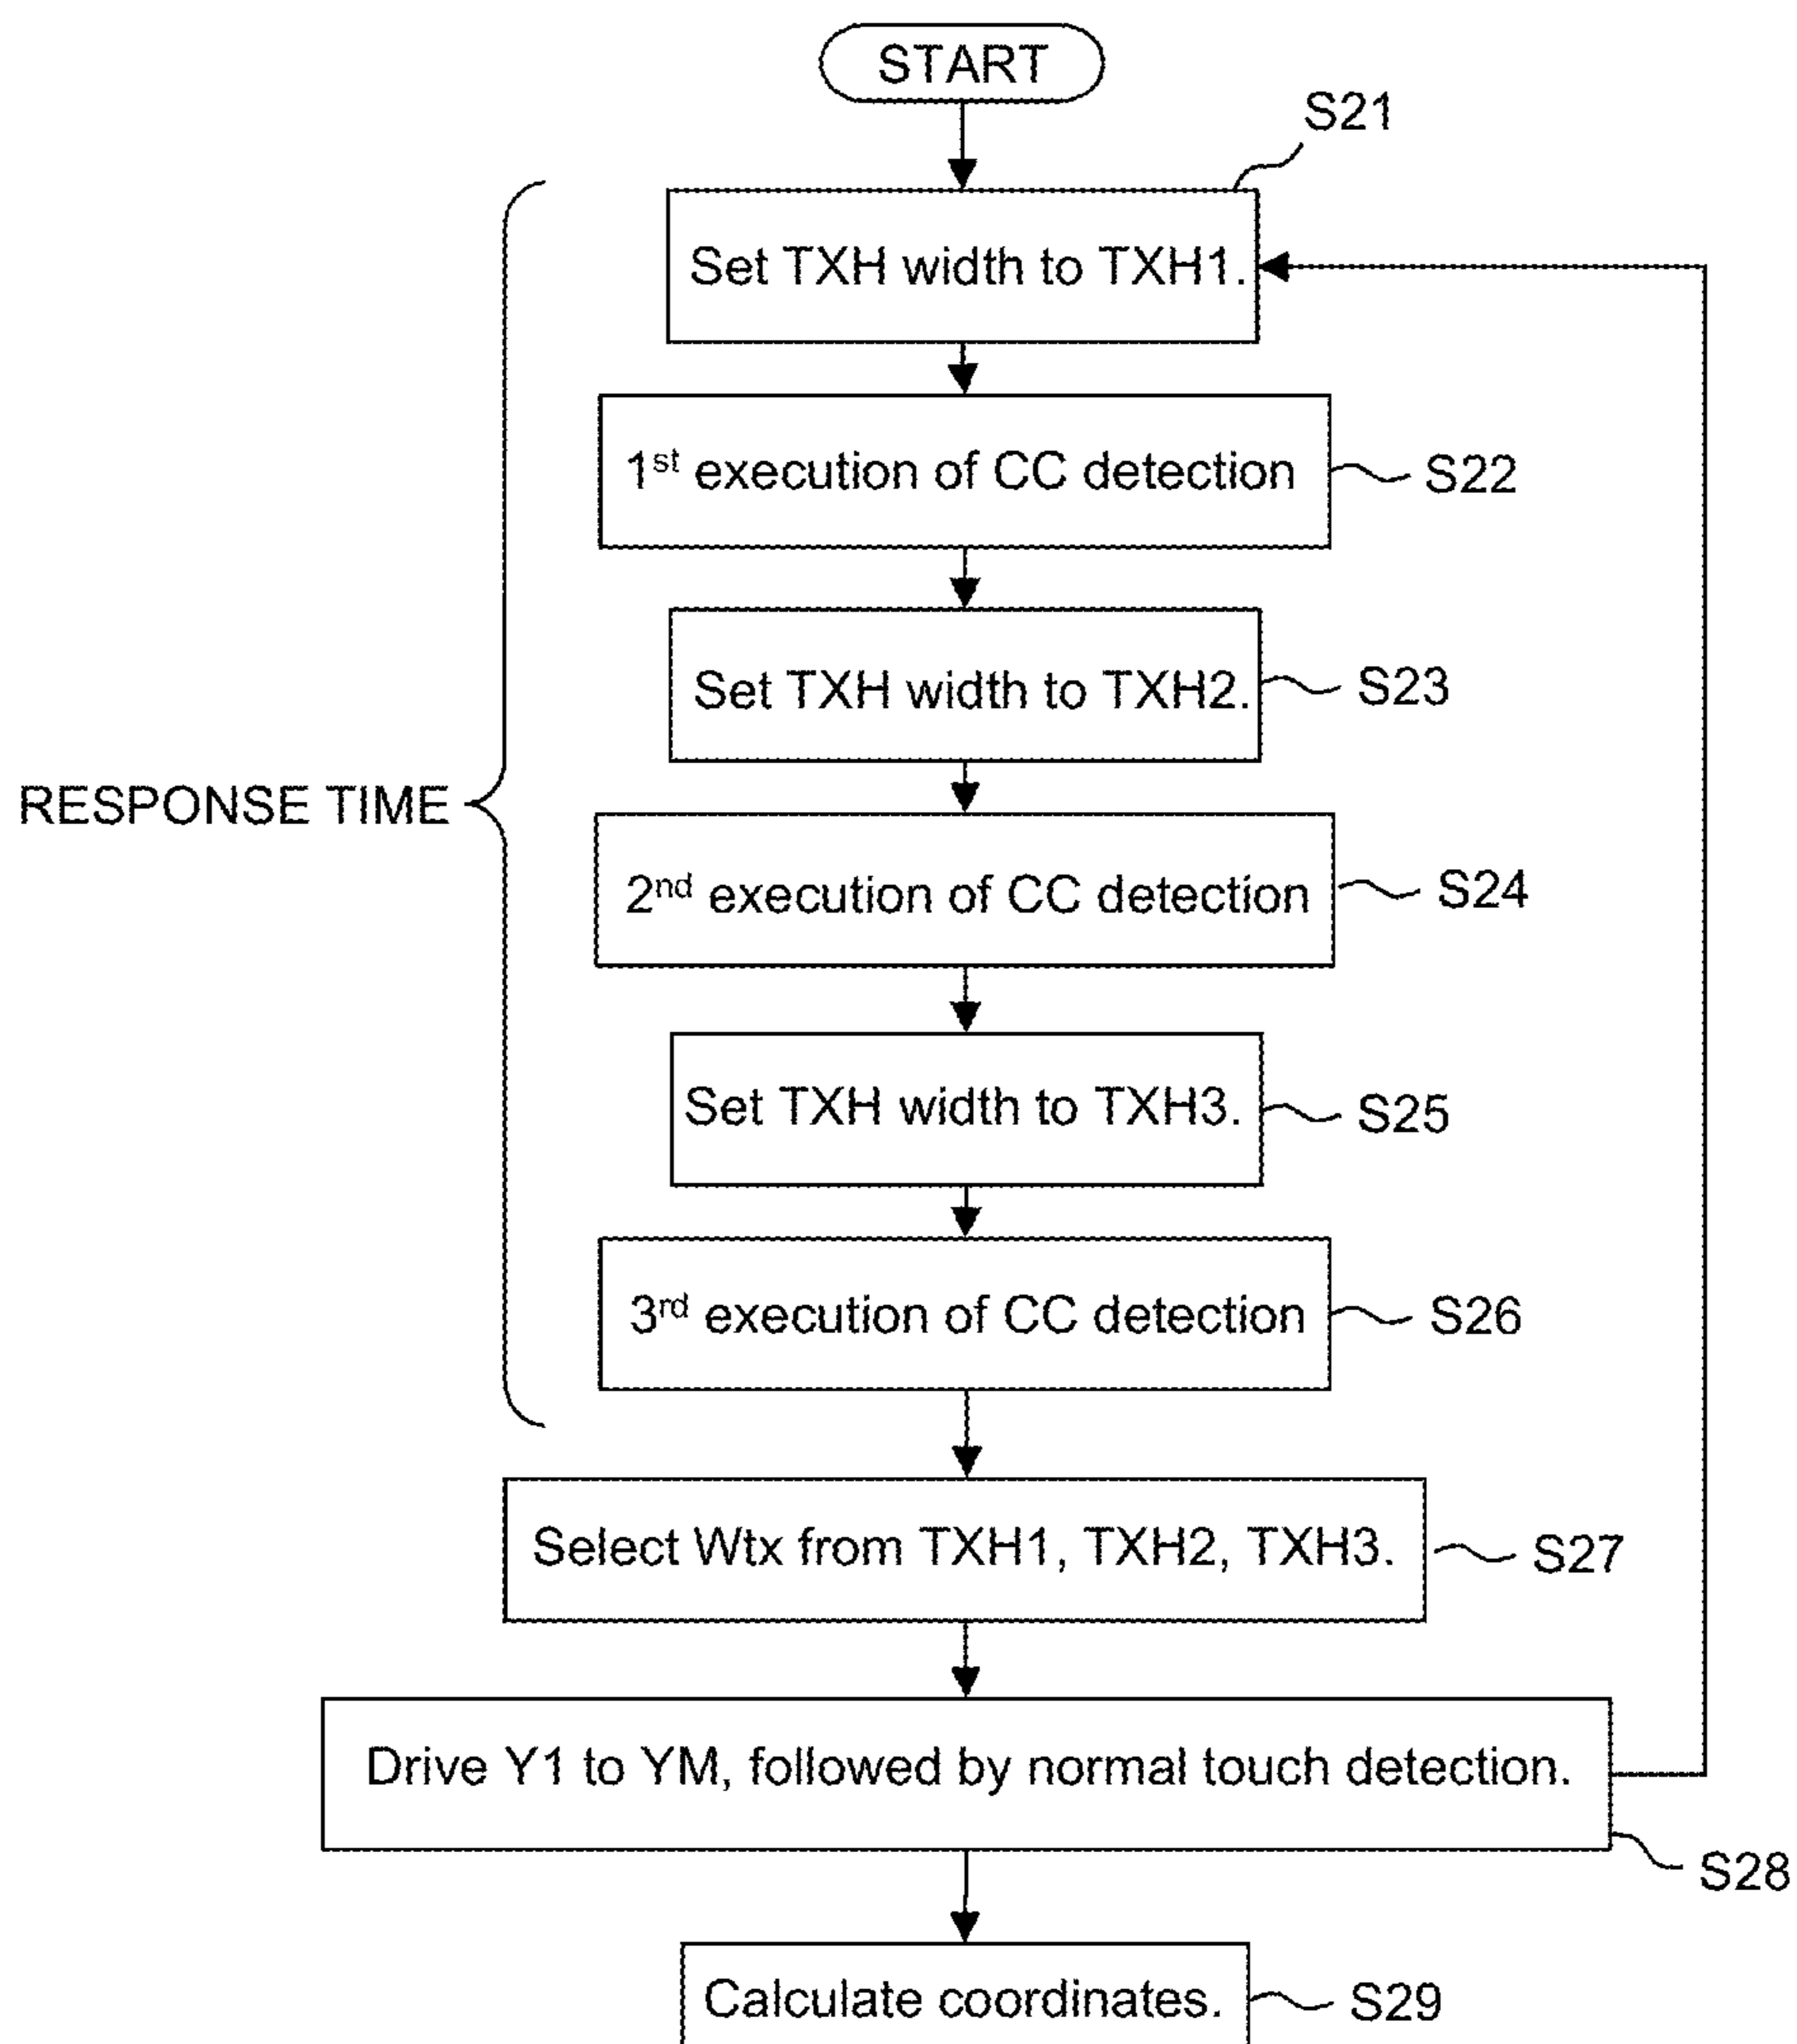 START
S21
Set TXH width to TXH1.
1st execution of CC detection
S22
Set TXH width to TXH2.
S23
RESPONSE TIME
2nd execution of CC detection
S24
Set TXH width to TXH3.
S25
3rd execution of CC detection
S26
Select Wtx from TXH1, TXH2, TXH3.
S27
Drive Y1 to YM, followed by normal touch detection.
S28
Calculate coordinates.
S29